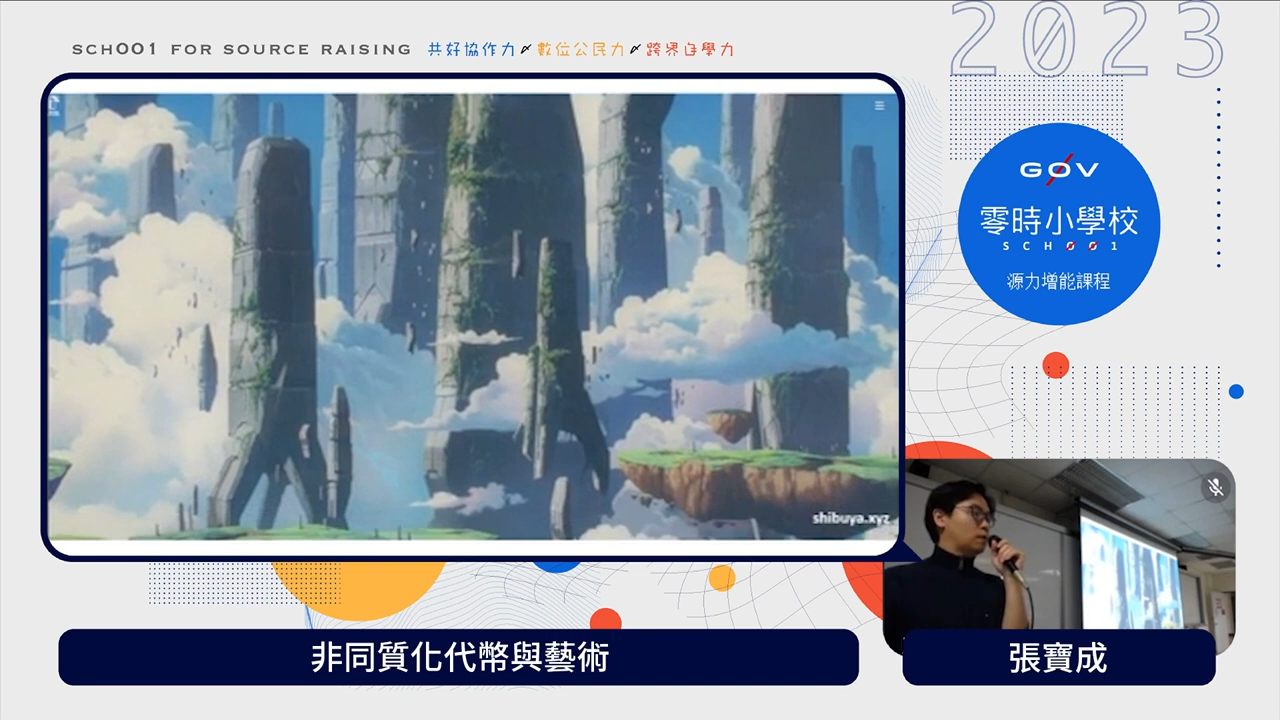 SCHOO1 FOR SOURCE RAISING 共好協作力 數位公民力 跨界自學力
2023
GØV
零時小學校
SCHØØ1
源力增能課程
shibuya.xyz
非同質化代幣與藝術
張寶成